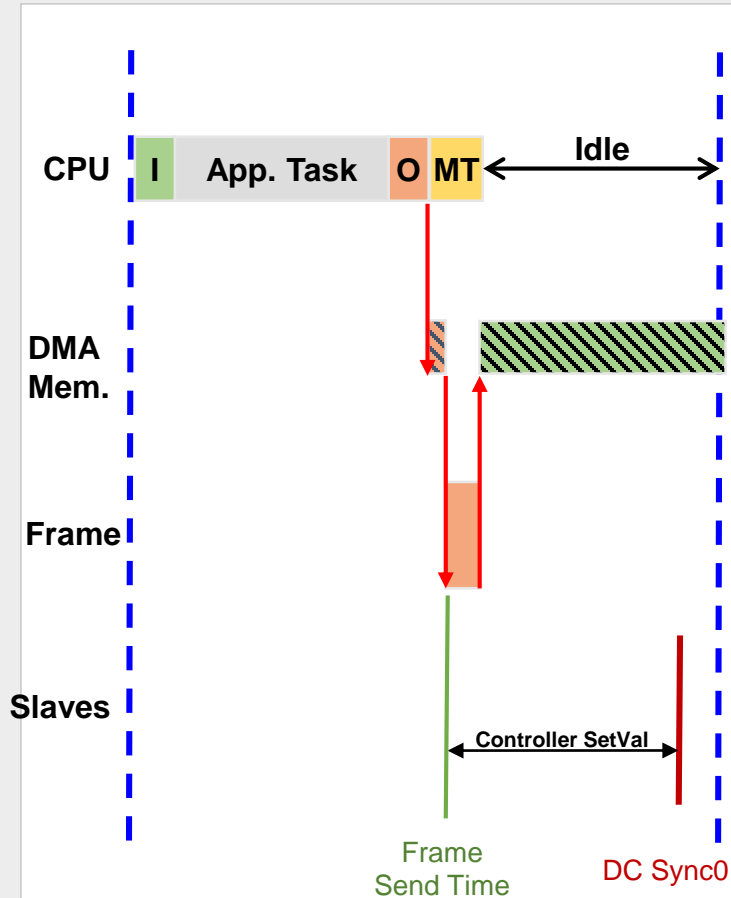 CPU
I
App. Task
O
MT
Idle
DMA
Mem.
Frame
Slaves
Controller SetVal
Frame
Send Time
DC Sync0